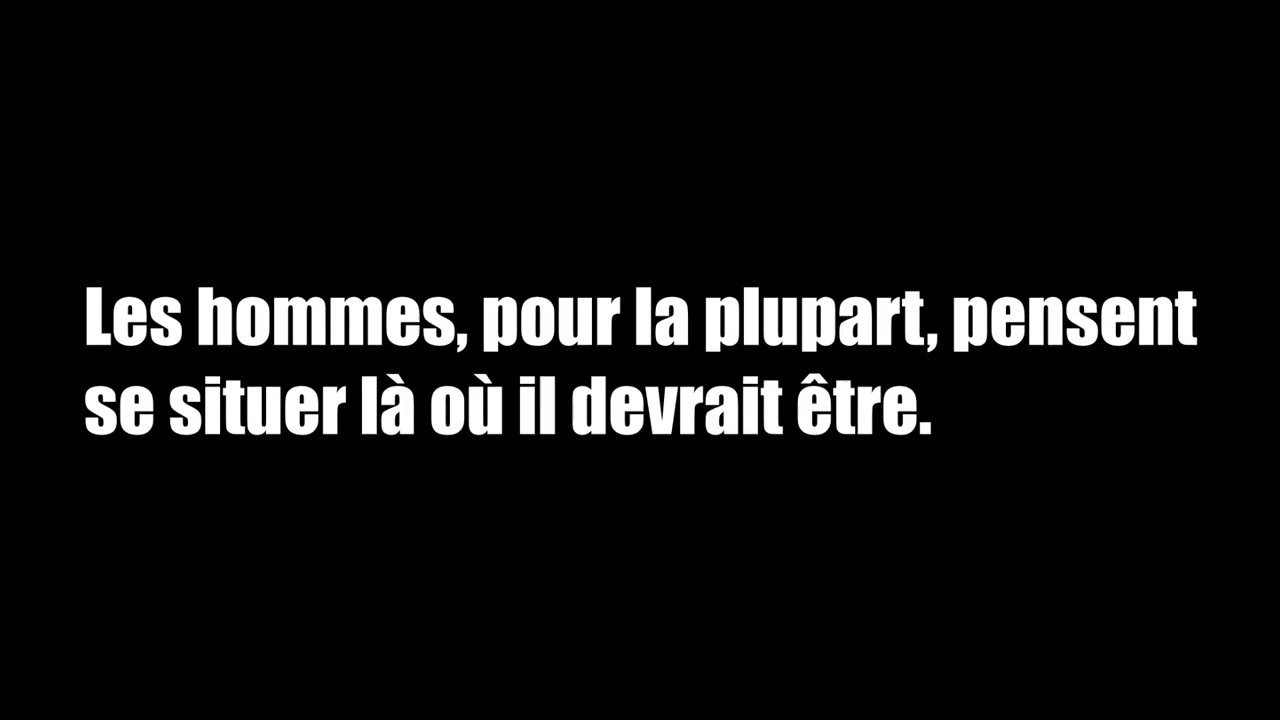 Les hommes, pour la plupart, pensent
se situer là où il devrait être.